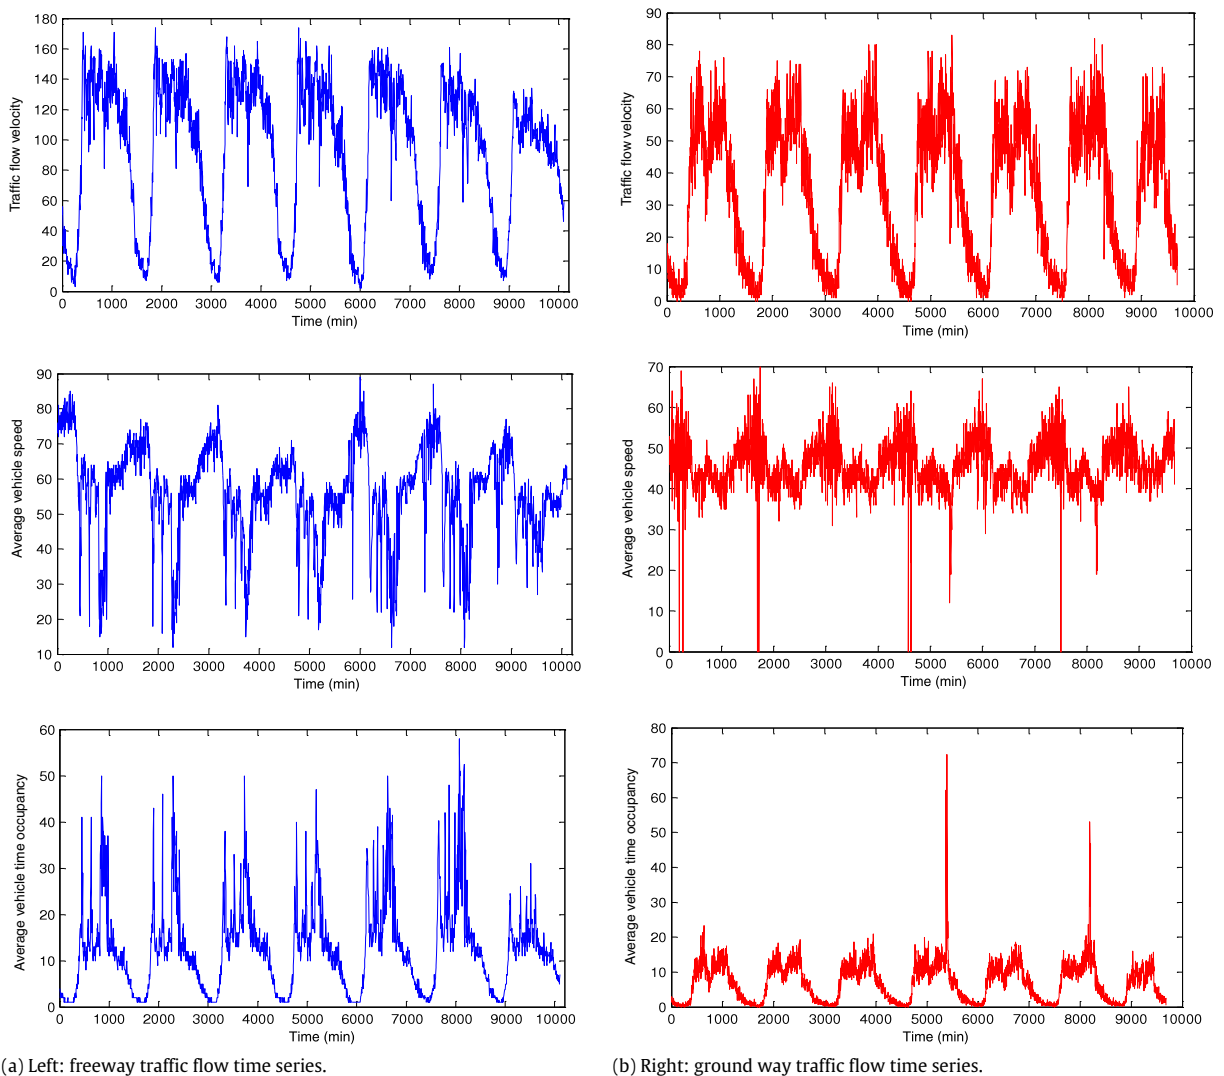 180
160
140
120
100
80
60
40
20
0
Traffic flow velocity
0 1000 2000 3000 4000 5000 6000 7000 8000 9000 10000
Time (min)
90
80
70
60
50
40
30
20
10
0
Traffic flow velocity
0 1000 2000 3000 4000 5000 6000 7000 8000 9000 10000
Time (min)
90
80
70
60
50
40
30
20
10
Average vehicle speed
0 1000 2000 3000 4000 5000 6000 7000 8000 9000 10000
Time (min)
70
60
50
40
30
20
10
0
Average vehicle speed
0 1000 2000 3000 4000 5000 6000 7000 8000 9000 10000
Time (min)
60
50
40
30
20
10
0
Average vehicle time occupancy
0 1000 2000 3000 4000 5000 6000 7000 8000 9000 10000
Time (min)
80
70
60
50
40
30
20
10
0
Average vehicle time occupancy
0 1000 2000 3000 4000 5000 6000 7000 8000 9000 10000
Time (min)
(a) Left: freeway traffic flow time series.
(b) Right: ground way traffic flow time series.